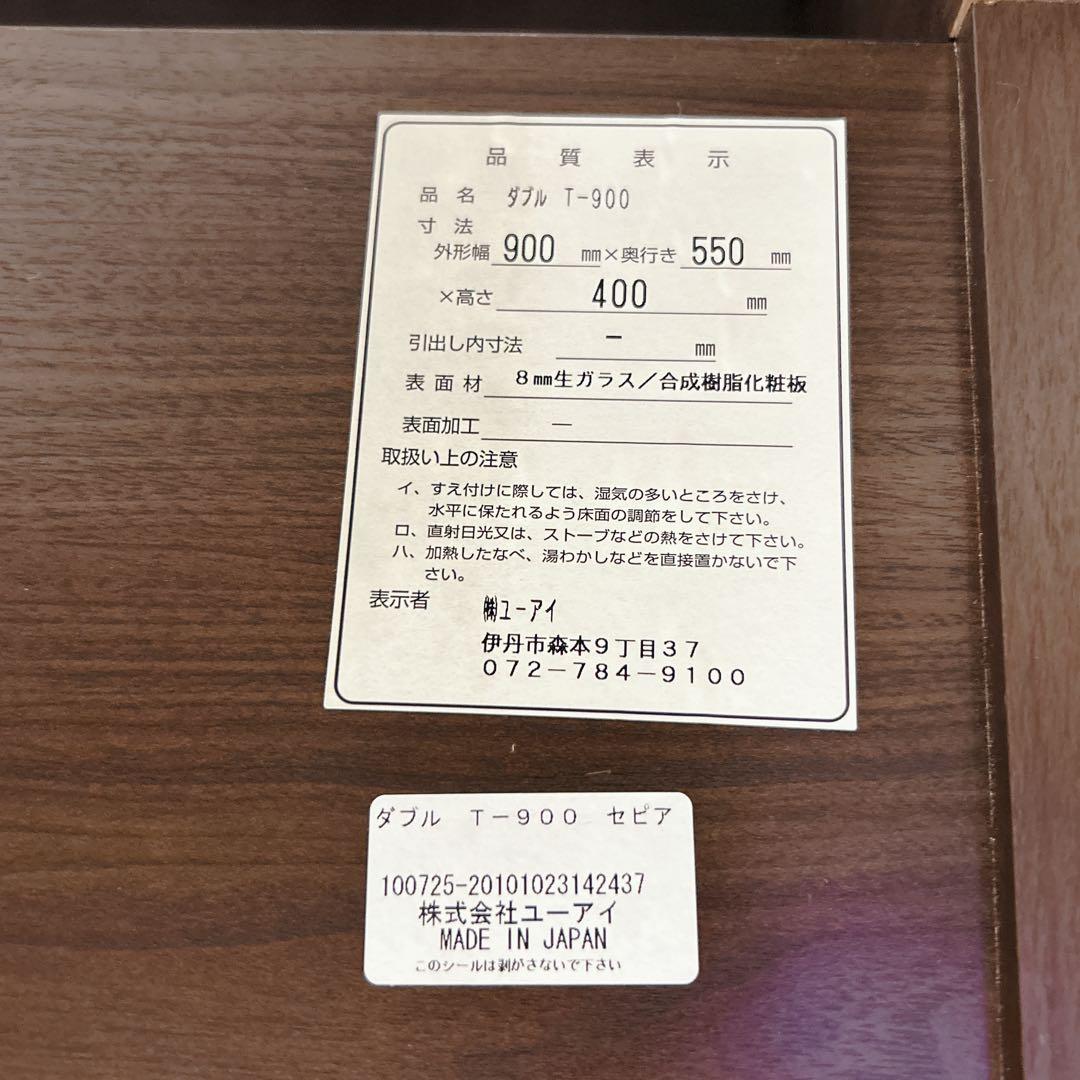 品質表示
品名 ダブル T-900
寸法
外形幅 900 mm×奥行き 550 mm
×高さ 400 mm
引出し内寸法 - mm
表面材 8mm生ガラス/合成樹脂化粧板
表面加工 ―
取扱い上の注意
イ、すえ付けに際しては、湿気の多いところをさけ、
水平に保たれるよう床面の調節をして下さい。
ロ、直射日光又は、ストーブなどの熱をさけて下さい。
ハ、加熱したなべ、湯わかしなどを直接置かないで下
さい。
表示者 ㈱ユーアイ
伊丹市森本9丁目37
072-784-9100
ダブル T-900 セピア
100725-20101023142437
株式会社ユーアイ
MADE IN JAPAN
このシールは剥がさないで下さい